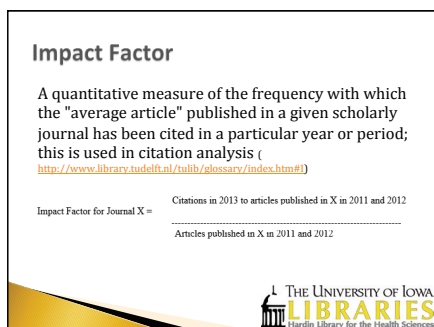 Impact Factor
A quantitative measure of the frequency with which
the "average article" published in a given scholarly
journal has been cited in a particular year or period;
this is used in citation analysis (
http://www.library.tudelft.nl/tulib/glossary/index.htm#I)
Citations in 2013 to articles published in X in 2011 and 2012
Impact Factor for Journal X =
Articles published in X in 2011 and 2012
THE UNIVERSITY OF IOWA
LIBRARIES
Hardin Library for the Health Sciences